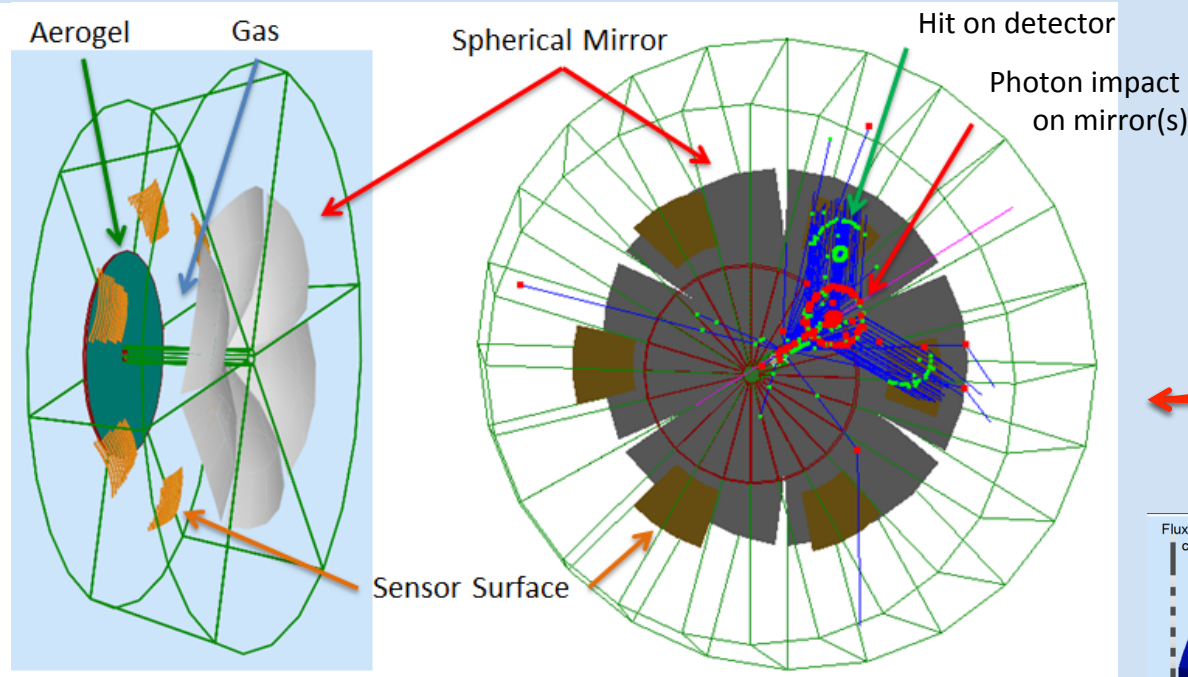 Aerogel
Gas
Spherical Mirror
Hit on detector
Photon impact
on mirror(s)
Sensor Surface
Flux
c